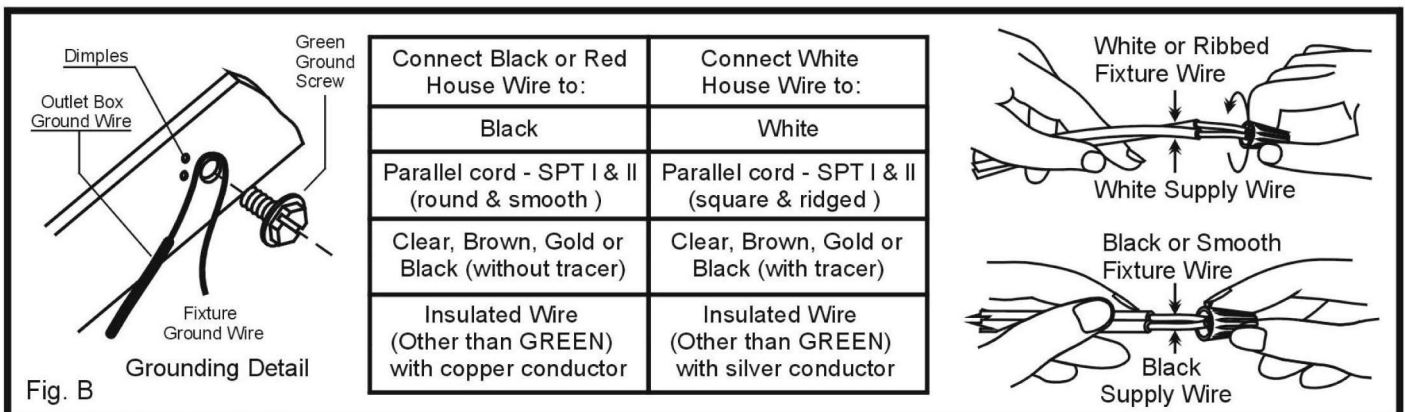 Dimples
Green
Ground
Screw
Outlet Box
Ground Wire
Fixture
Ground Wire
Grounding Detail
Fig. B
Connect Black or Red
House Wire to:
Connect White
House Wire to:
Black
White
Parallel cord - SPT I & II
(round & smooth )
Parallel cord - SPT I & II
(square & ridged )
Clear, Brown, Gold or
Black (without tracer)
Clear, Brown, Gold or
Black (with tracer)
Insulated Wire
(Other than GREEN)
with copper conductor
Insulated Wire
(Other than GREEN)
with silver conductor
White or Ribbed
Fixture Wire
White Supply Wire
Black or Smooth
Fixture Wire
Black
Supply Wire